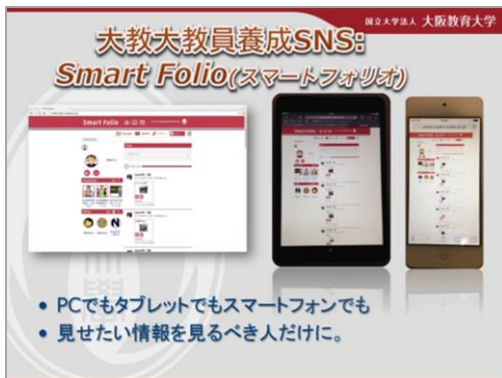 国立大学法人 大阪教育大学
大教大教員養成SNS:
Smart Folio(スマートフォリオ)
Smart Folio
• PCでもタブレットでもスマートフォンでも
• 見せたい情報を見るべき人だけに。